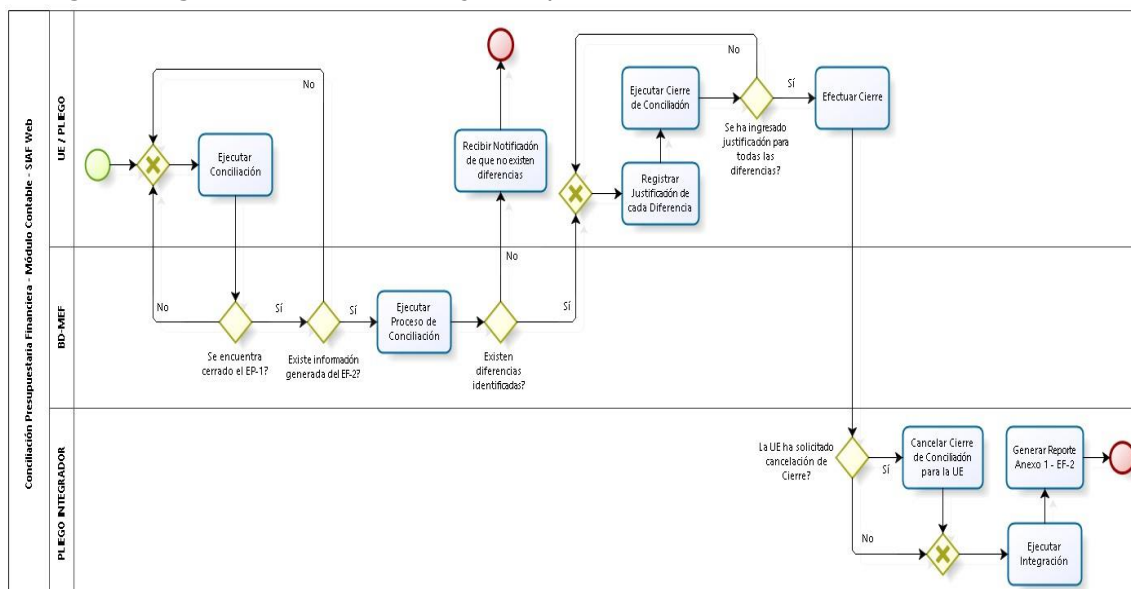 Conciliación Presupuestaria Financiera - Módulo Contable - SIAF Web
UE / PLIEGO
No
Ejecutar
Conciliación
Recibir Notificación
de que no existen
diferencias
No
Ejecutar Cierre
de Conciliación
Sí
Efectuar Cierre
Se ha ingresado
justificación para
todas las
diferencias?
Registrar
Justificación de
cada Diferencia
BD-MEF
No
Sí
Sí
Ejecutar
Proceso de
Conciliación
No
Sí
Se encuentra
cerrado el EP-1?
Existe información
generada del EF-2?
Existen
diferencias
identificadas?
PLIEGO INTEGRADOR
La UE ha solicitado
cancelación de
Cierre?
Sí
Cancelar Cierre
de Conciliación
para la UE
Generar Reporte
Anexo 1 - EF-2
No
Ejecutar
Integración